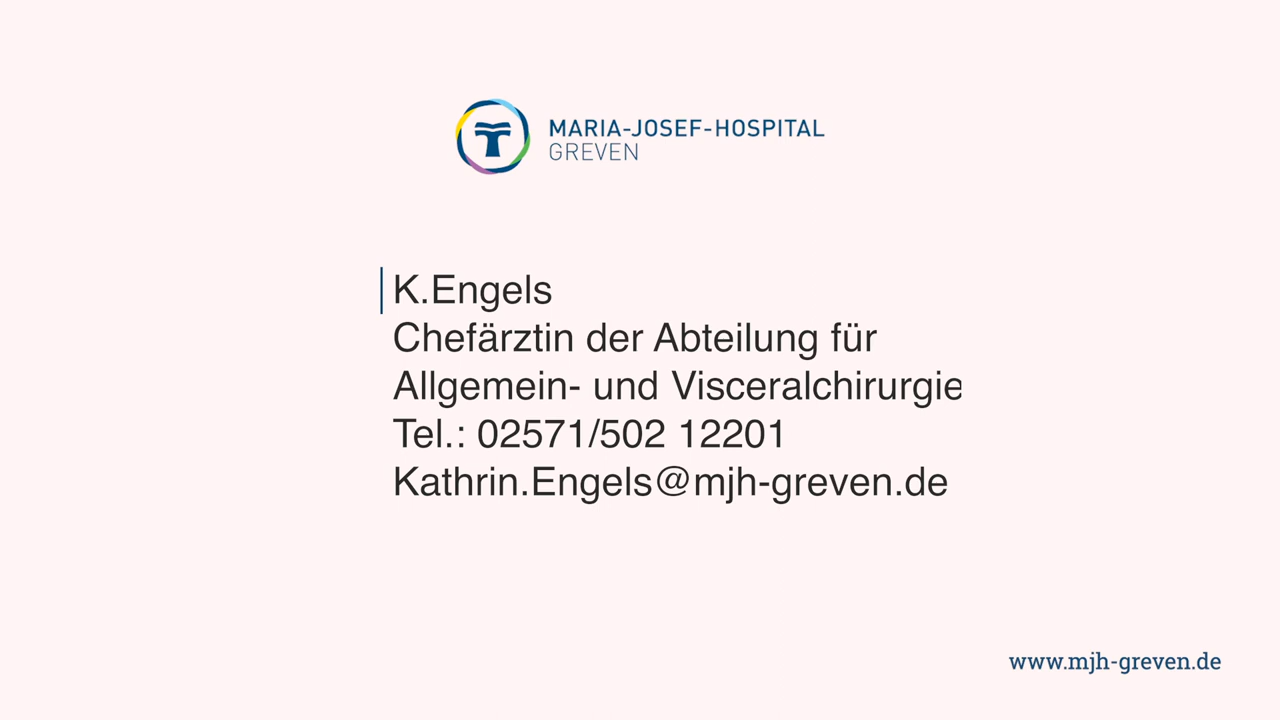 MARIA-JOSEF-HOSPITAL
GREVEN
K.Engels
Chefärztin der Abteilung für
Allgemein- und Visceralchirurgie
Tel.: 02571/502 12201
Kathrin.Engels@mjh-greven.de
www.mjh-greven.de